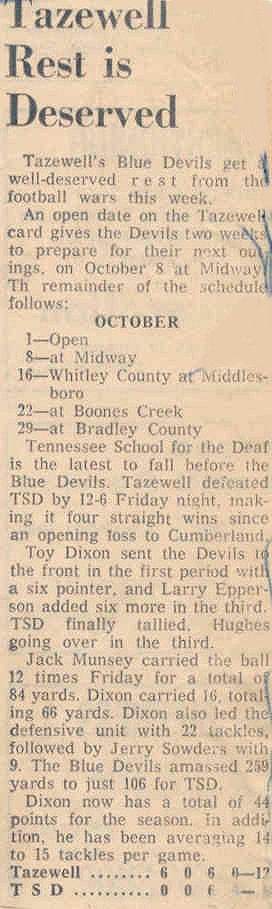 Tazewell
Rest is
Deserved
Tazewell's Blue Devils get
well-deserved rest from the
football wars this week.
An open date on the Tazewell
card gives the Devils two weeks
to prepare for their next out
ings, on October 8 at Midway
Th remainder of the schedule
follows:
OCTOBER
1—Open
8—at Midway
16—Whitley County at Middles-
boro
22—at Boones Creek
29—at Bradley County
Tennessee School for the Deaf
is the latest to fall before the
Blue Devils. Tazewell defeated
TSD by 12-6 Friday night, mak-
ing it four straight wins since
an opening loss to Cumberland,
Toy Dixon sent the Devils to
the front in the first period with
a six pointer, and Larry Epper-
son added six more in the third.
TSD finally tallied, Hughes
going over in the third.
Jack Munsey carried the ball
12 times Friday for a total of
84 yards. Dixon carried 16, total-
ing 66 yards. Dixon also led the
defensive unit with 22 tackles,
followed by Jerry Sowders with
9. The Blue Devils amassed 259
yards to just 106 for TSD.
Dixon now has a total of 44
points for the season. In addi-
tion, he has been averaging 14
to 15 tackles per game.
Tazewell ........ 6 0 6 0—12
T S D .......... 0 0 6